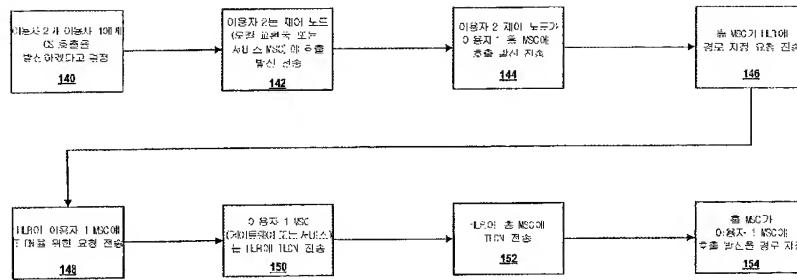 이용자 2가 이용자 1에게
CS 호출을
발신하겠다고 결정
140
이용자 2는 제어 노드
(로컬 교환국 또는
서비스 MSC)에 호출
발신 전송
142
이용자 2 제어 노드가
이용자 1 홈 MSC에
호출 발신 전송
144
홈 MSC가 HLR에
경로 지정 요청 전송
146
HLR이 이용자 1 MSC에
TLDN을 위한 요청 전송
148
이용자 1 MSC
(게이트웨이 또는 서비스)
는 HLR에 TLDN 전송
150
HLR이 홈 MSC에
TLDN 전송
152
홈 MSC가
이용자 1 MSC에
호출 발신을 경로 지정
154